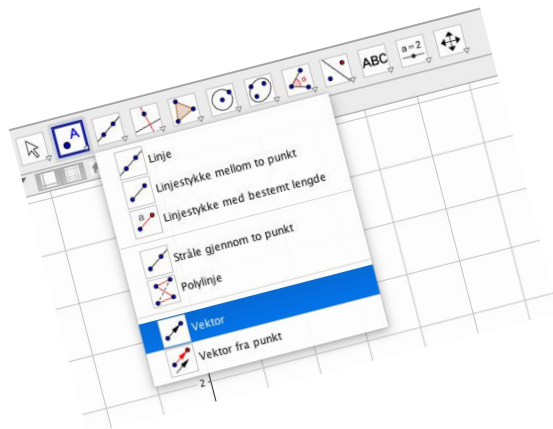 A
α
ABC
a=2
Linje
Linjestykke mellom to punkt
a
Linjestykke med bestemt lengde
Stråle gjennom to punkt
Polylinje
Vektor
Vektor fra punkt
2